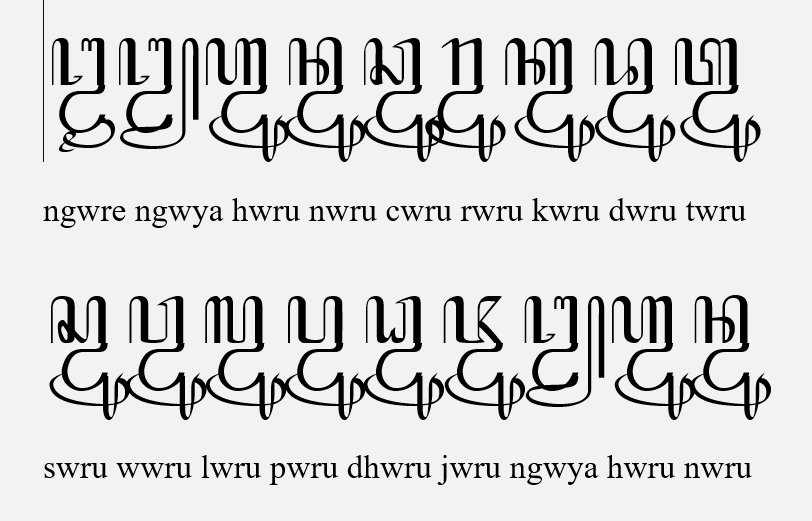 ꦔ꧀ꦮꦽꦔ꧀ꦮꦾꦲ꧀ꦮꦿꦸꦤ꧀ꦮꦿꦸꦕ꧀ꦮꦿꦸꦫ꧀ꦮꦿꦸꦏ꧀ꦮꦿꦸꦢ꧀ꦮꦿꦸꦠ꧀ꦮꦿꦸ
ngwre ngwya hwru nwru cwru rwru kwru dwru twru
ꦱ꧀ꦮꦿꦸꦮ꧀ꦮꦿꦸꦭ꧀ꦮꦿꦸꦥ꧀ꦮꦿꦸꦝ꧀ꦮꦿꦸꦗ꧀ꦮꦿꦸꦔ꧀ꦮꦾꦲ꧀ꦮꦿꦸꦤ꧀ꦮꦿꦸ
swru wwru lwru pwru dhwru jwru ngwya hwru nwru